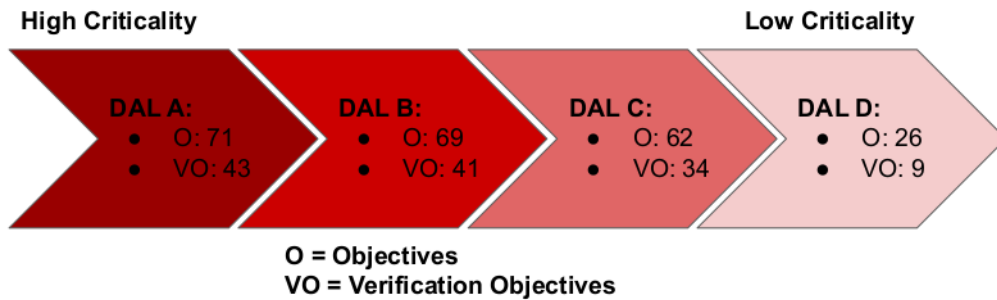 High Criticality
Low Criticality
DAL A:
● O: 71
● VO: 43
DAL B:
● O: 69
● VO: 41
DAL C:
● O: 62
● VO: 34
DAL D:
● O: 26
● VO: 9
O = Objectives
VO = Verification Objectives